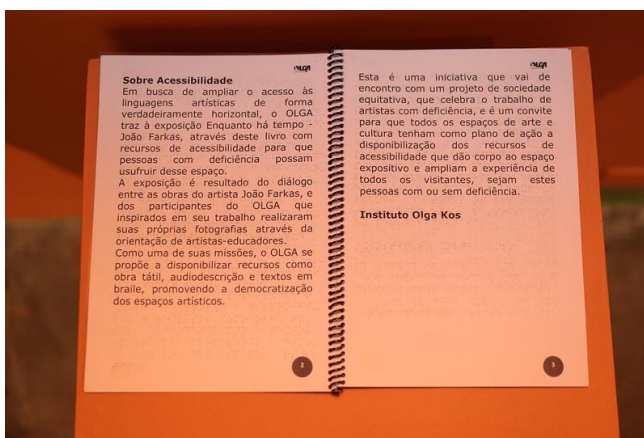 OLGA
Sobre Acessibilidade
Em busca de ampliar o acesso às
linguagens artísticas de forma
verdadeiramente horizontal, o OLGA
traz à exposição Enquanto há tempo -
João Farkas, através deste livro com
recursos de acessibilidade para que
pessoas com deficiência possam
usufruir desse espaço.
A exposição é resultado do diálogo
entre as obras do artista João Farkas, e
dos participantes do OLGA que
inspirados em seu trabalho realizaram
suas próprias fotografias através da
orientação de artistas-educadores.
Como uma de suas missões, o OLGA se
propõe a disponibilizar recursos como
obra tátil, audiodescrição e textos em
braile, promovendo a democratização
dos espaços artísticos.
2
OLGA
Esta é uma iniciativa que vai de
encontro com um projeto de sociedade
equitativa, que celebra o trabalho de
artistas com deficiência, e é um convite
para que todos os espaços de arte e
cultura tenham como plano de ação a
disponibilização dos recursos de
acessibilidade que dão corpo ao espaço
expositivo e ampliam a experiência de
todos os visitantes, sejam estes
pessoas com ou sem deficiência.
Instituto Olga Kos
3